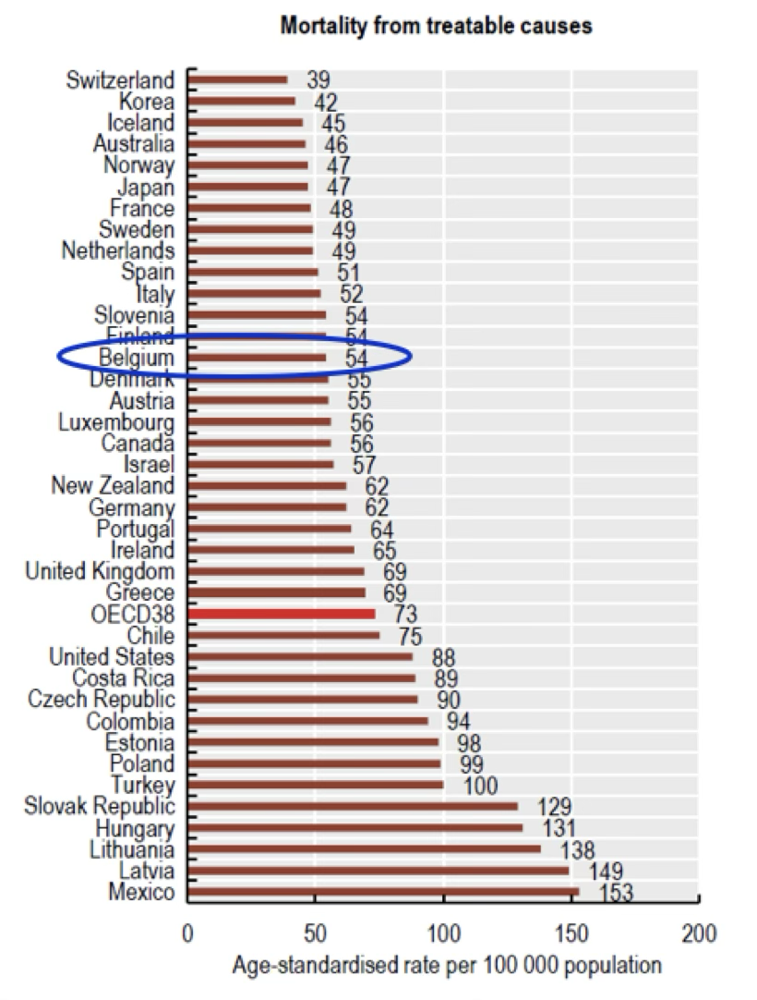 Mortality from treatable causes
Switzerland 39
Korea 42
Iceland 45
Australia 46
Norway 47
Japan 47
France 48
Sweden 49
Netherlands 49
Spain 51
Italy 52
Slovenia 54
Finland 54
Belgium 54
Denmark 55
Austria 55
Luxembourg 56
Canada 56
Israel 57
New Zealand 62
Germany 62
Portugal 64
Ireland 65
United Kingdom 69
Greece 69
OECD38 73
Chile 75
United States 88
Costa Rica 89
Czech Republic 90
Colombia 94
Estonia 98
Poland 99
Turkey 100
Slovak Republic 129
Hungary 131
Lithuania 138
Latvia 149
Mexico 153
0 50 100 150 200
Age-standardised rate per 100 000 population